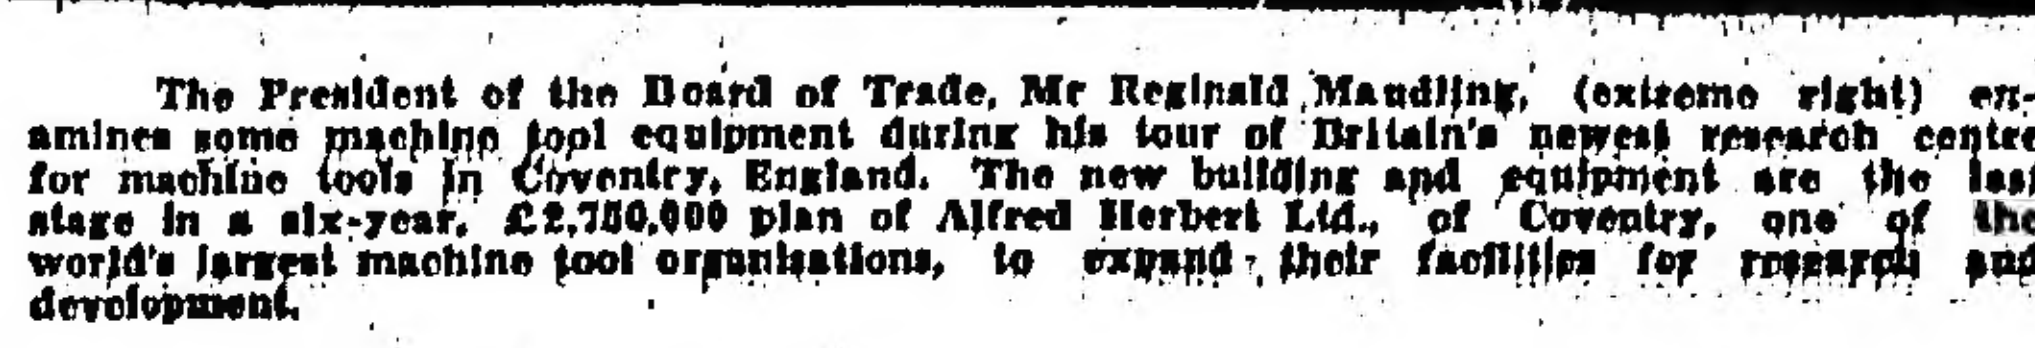 The President of the Board of Trade, Mr Reginald Maudling, (extreme right) ex-
amines some machine tool equipment during his tour of Britain's newest research centre
for machine tools in Coventry, England. The new building and equipment are the last
stage in a six-year, £2,750,000 plan of Alfred Herbert Ltd., of Coventry, one of the
world's largest machine tool organisations, to expand their facilities for research and
development.